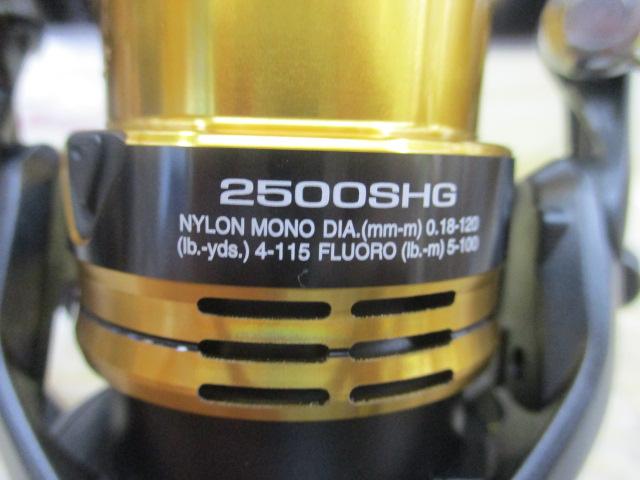 2500SHG
NYLON MONO DIA.(mm-m) 0.18-120
(lb.-yds.) 4-115 FLUORO (lb.-m) 5-100